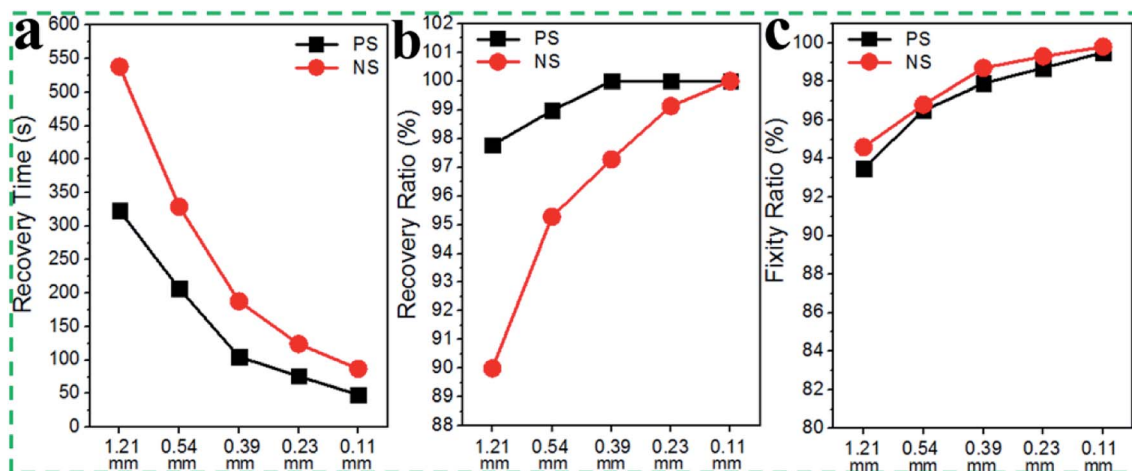 a
Recovery Time (s)
600
550
500
450
400
350
300
250
200
150
100
50
0
PS
NS
1.21 mm
0.54 mm
0.39 mm
0.23 mm
0.11 mm
b
Recovery Ratio (%)
102
101
100
99
98
97
96
95
94
93
92
91
90
89
88
PS
NS
1.21 mm
0.54 mm
0.39 mm
0.23 mm
0.11 mm
c
Fixity Ratio (%)
100
98
96
94
92
90
88
86
84
82
80
PS
NS
1.21 mm
0.54 mm
0.39 mm
0.23 mm
0.11 mm